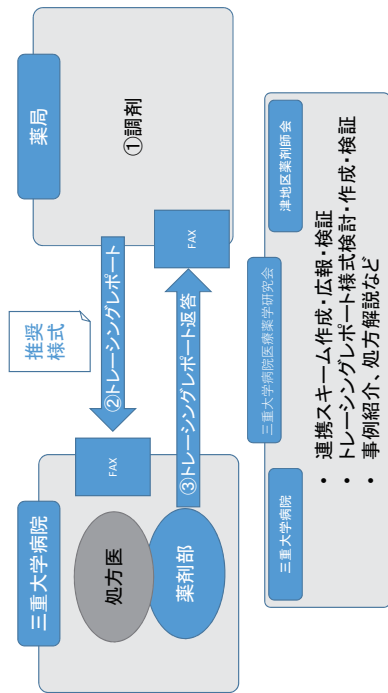 三重大学病院
処方医
薬剤部
FAX
推奨
様式
②トレーシングレポート
③トレーシングレポート返答
薬局
①調剤
FAX
三重大学病院
三重大学病院医療薬学研究会
津地区薬剤師会
・ 連携スキーム作成・広報・検証
・ トレーシングレポート様式検討・作成・検証
・ 事例紹介、処方解説など